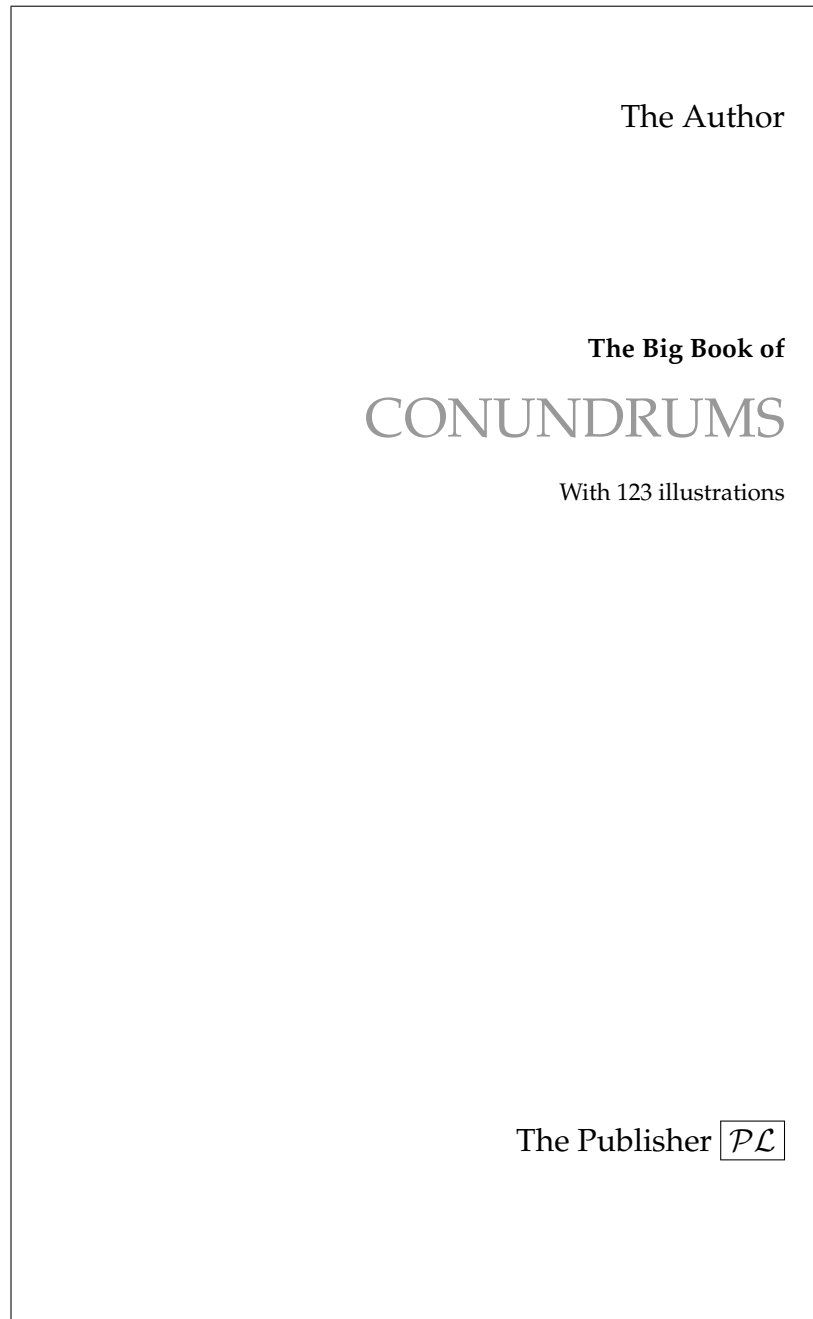 The Author
The Big Book of
CONUNDRUMS
With 123 illustrations
The Publisher PL